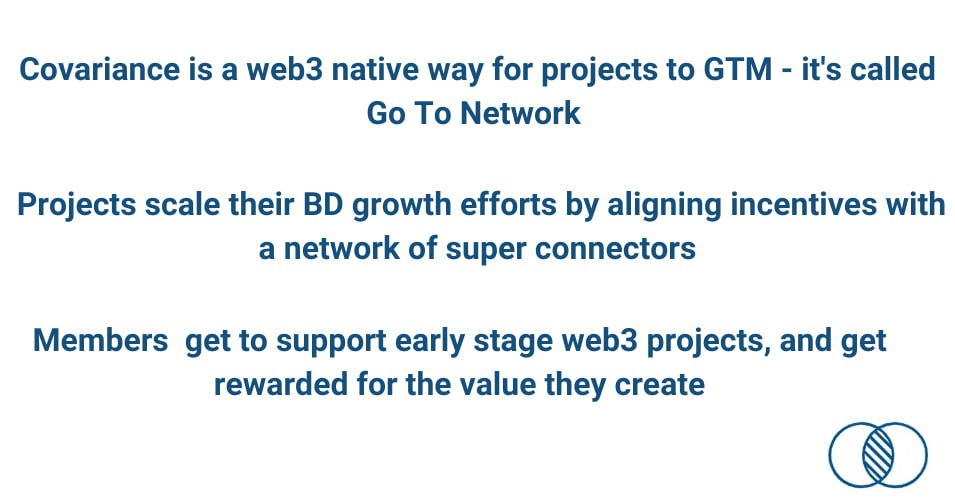 Covariance is a web3 native way for projects to GTM - it's called
Go To Network
Projects scale their BD growth efforts by aligning incentives with
a network of super connectors
Members  get to support early stage web3 projects, and get
rewarded for the value they create